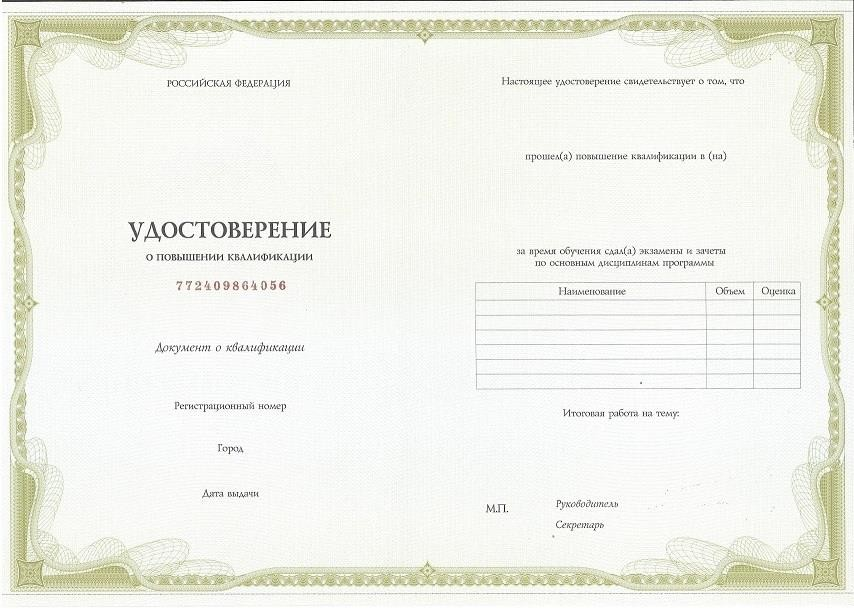 РОССИЙСКАЯ ФЕДЕРАЦИЯ
УДОСТОВЕРЕНИЕ
О ПОВЫШЕНИИ КВАЛИФИКАЦИИ
772409864056
Документ о квалификации
Регистрационный номер
Город
Дата выдачи
Настоящее удостоверение свидетельствует о том, что
прошел(а) повышение квалификации в (на)
за время обучения сдал(а) экзамены и зачеты
по основным дисциплинам программы
Наименование Объем Оценка
Итоговая работа на тему:
М.П. Руководитель
Секретарь